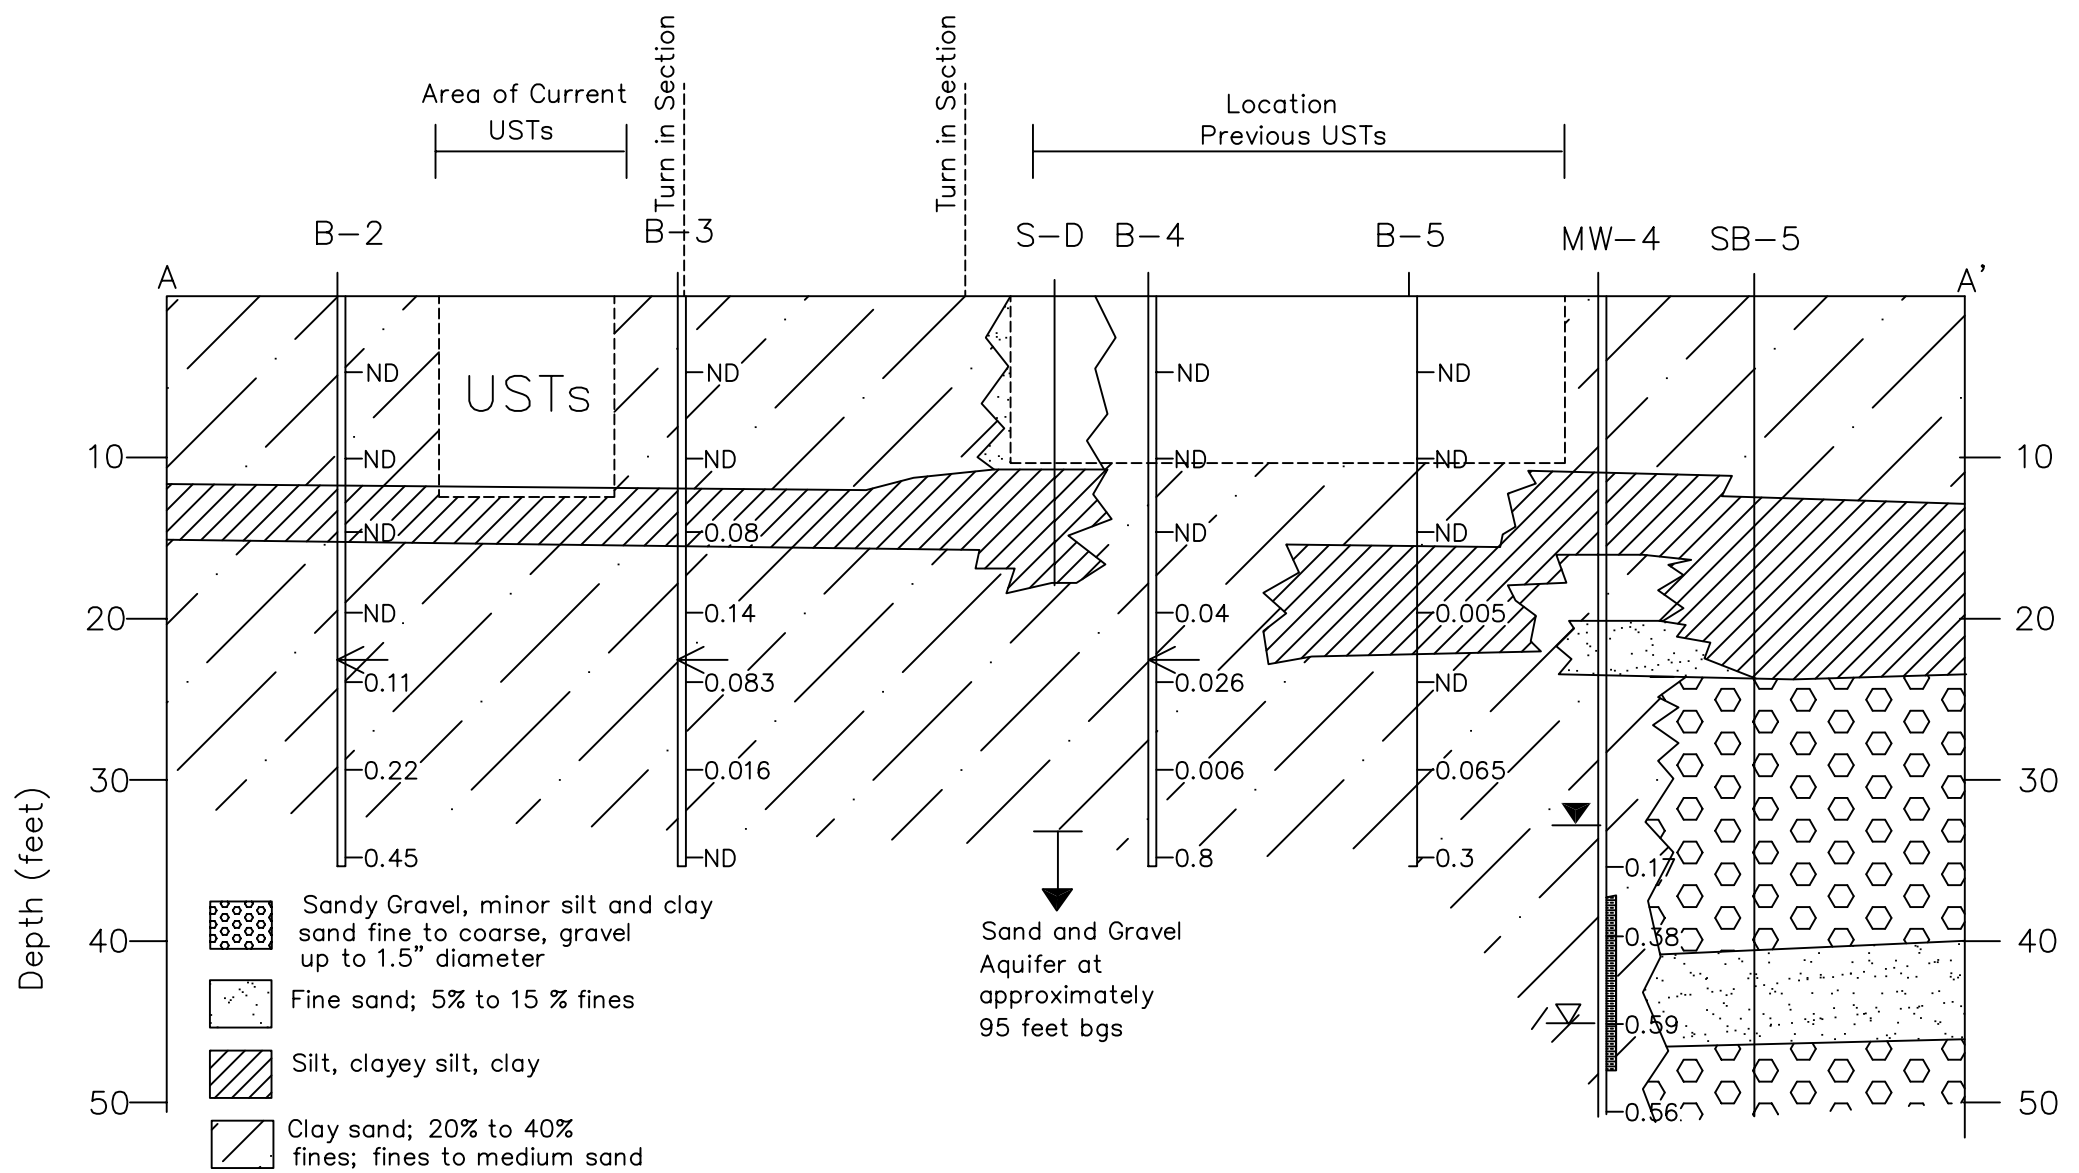 Turn in Section
Turn in Section
Area of Current
USTs
Location
Previous USTs
B-2
B-3
S-D
B-4
B-5
MW-4
SB-5
A
A'
USTs
ND
ND
ND
ND
ND
10
ND
ND
ND
ND
10
ND
0.08
ND
ND
20
ND
0.14
0.04
0.005
20
0.11
0.083
0.026
ND
30
0.22
0.016
0.006
0.065
30
0.45
ND
0.8
0.3
0.17
40
0.38
40
0.59
50
0.56
50
Depth (feet)
Sandy Gravel, minor silt and clay
sand fine to coarse, gravel
up to 1.5" diameter
Fine sand; 5% to 15 % fines
Silt, clayey silt, clay
Clay sand; 20% to 40%
fines; fines to medium sand
Sand and Gravel
Aquifer at
approximately
95 feet bgs